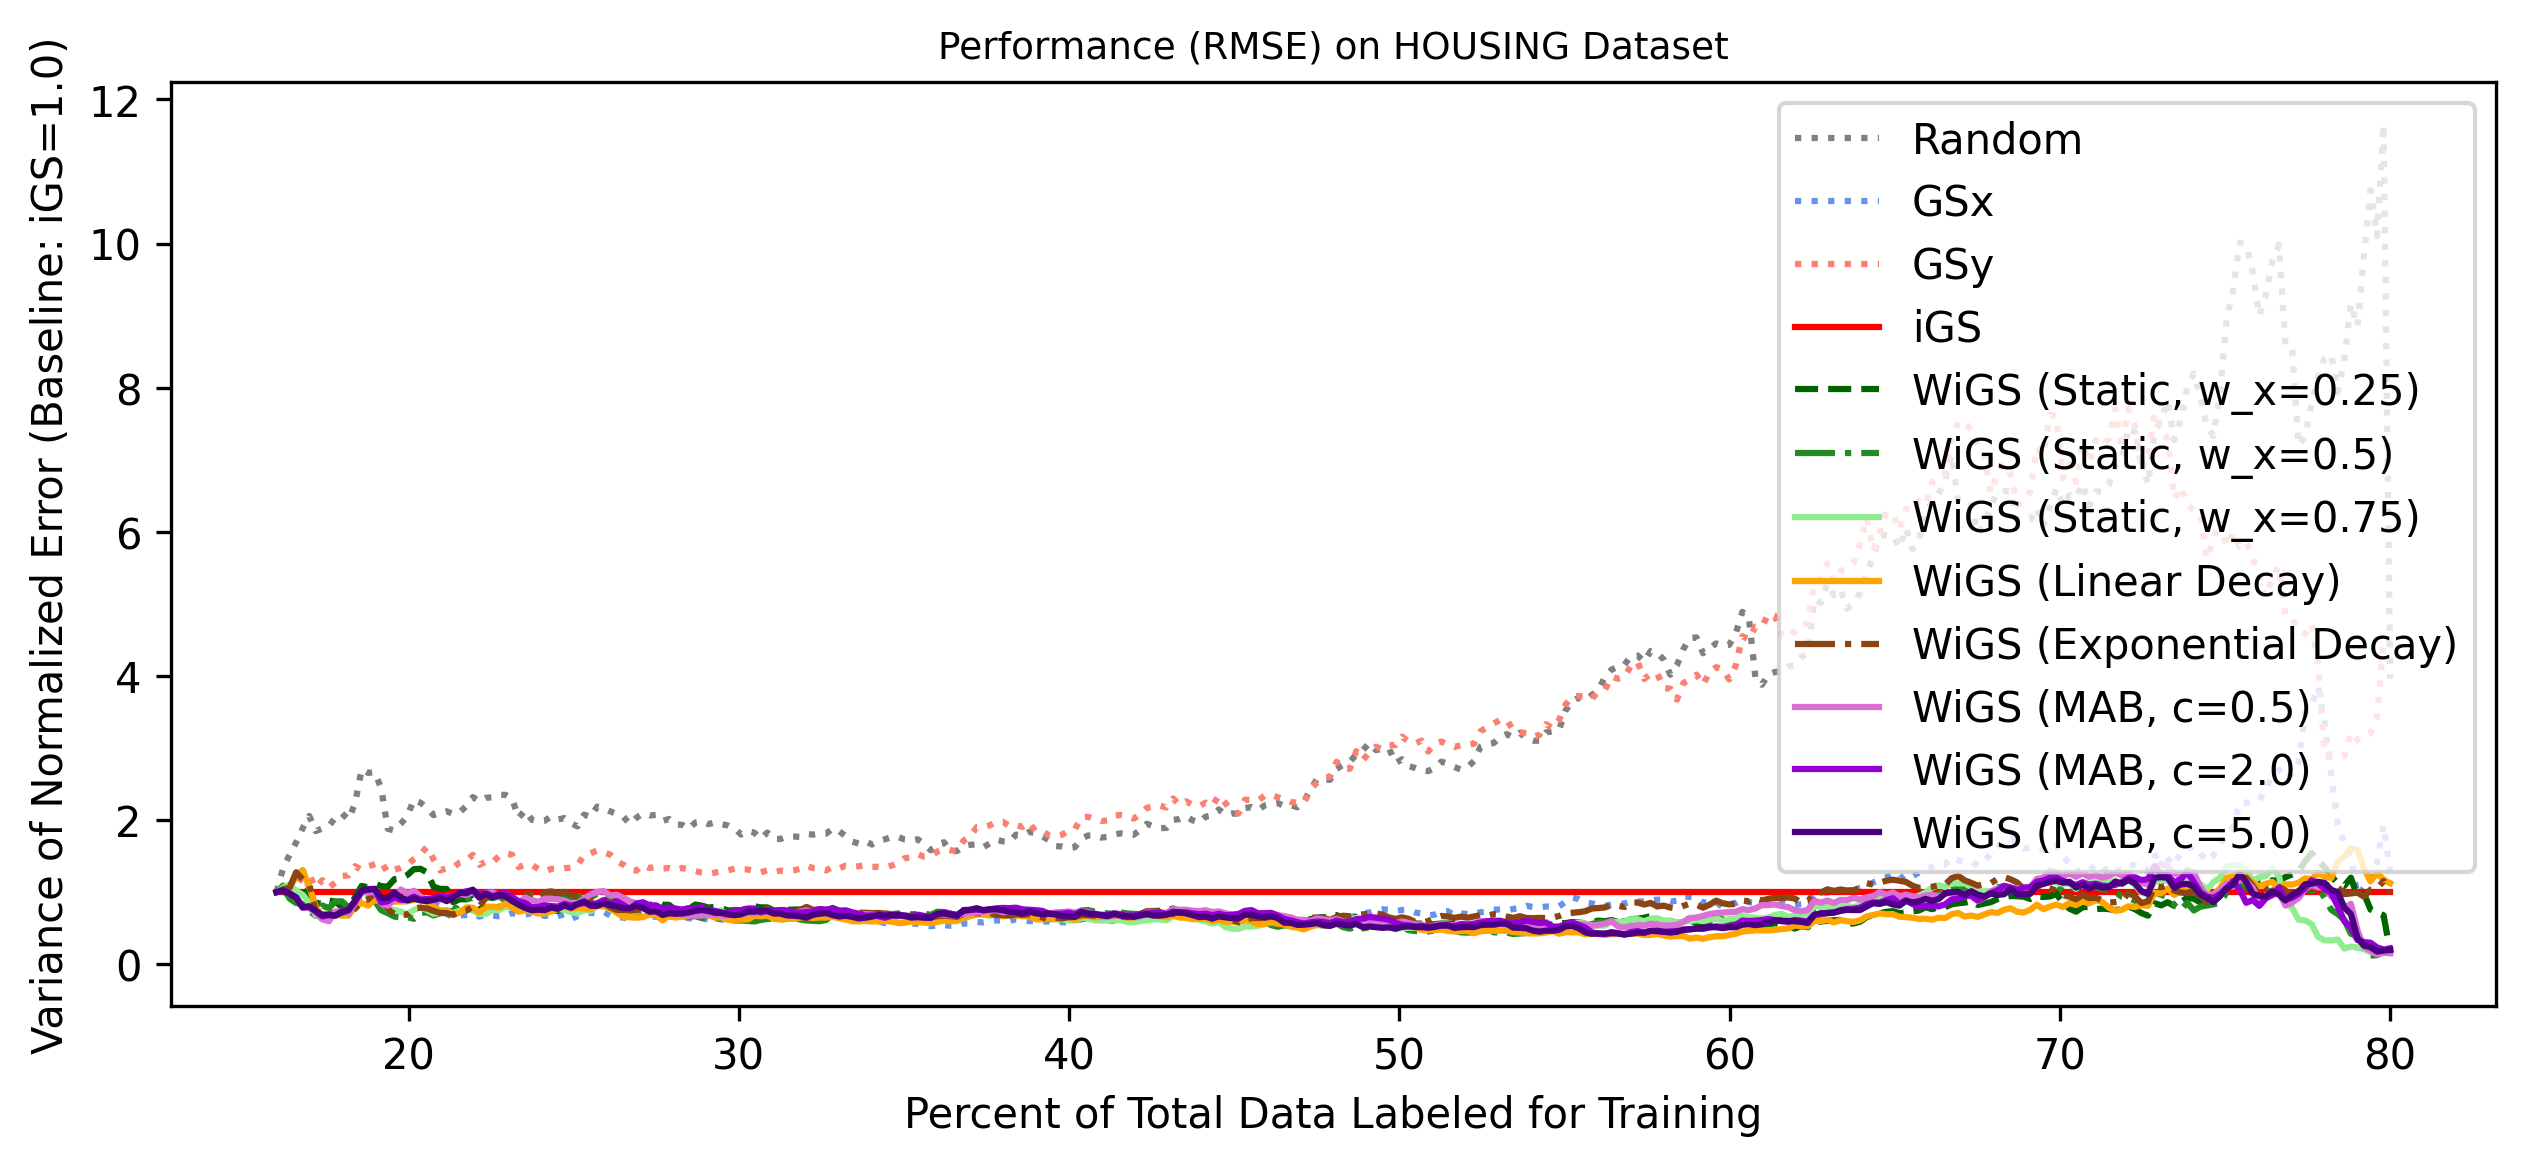 Performance (RMSE) on HOUSING Dataset
Variance of Normalized Error (Baseline: iGS=1.0)
12
10
8
6
4
2
0
Random
GSx
GSy
iGS
WiGS (Static, w_x=0.25)
WiGS (Static, w_x=0.5)
WiGS (Static, w_x=0.75)
WiGS (Linear Decay)
WiGS (Exponential Decay)
WiGS (MAB, c=0.5)
WiGS (MAB, c=2.0)
WiGS (MAB, c=5.0)
20 30 40 50 60 70 80
Percent of Total Data Labeled for Training